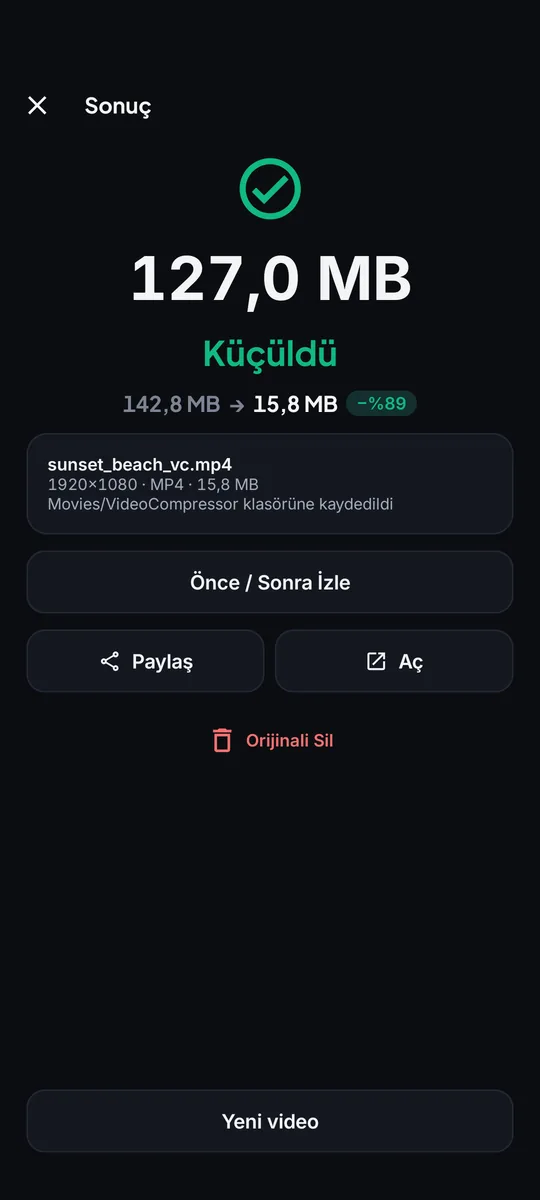 Sonuç
127,0 MB
Küçüldü
142,8 MB → 15,8 MB −%89
sunset_beach_vc.mp4
1920×1080 · MP4 · 15,8 MB
Movies/VideoCompressor klasörüne kaydedildi
Önce / Sonra İzle
Paylaş
Aç
Orijinali Sil
Yeni video